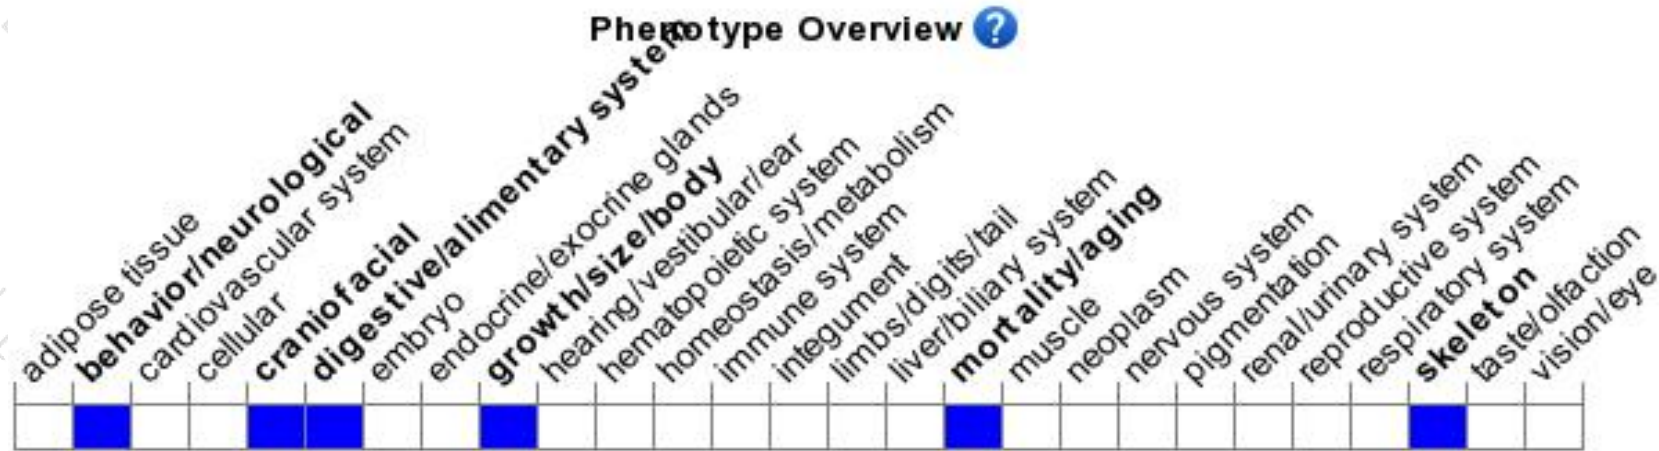 Phenotype Overview ?
adipose tissue
behavior/neurological
cardiovascular system
cellular
craniofacial
digestive/alimentary system
embryo
endocrine/exocrine glands
growth/size/body
hearing/vestibular/ear
hematopoietic system
homeostasis/metabolism
immune system
integument
limbs/digits/tail
liver/biliary system
mortality/aging
muscle
neoplasm
nervous system
pigmentation
renal/urinary system
reproductive system
respiratory system
skeleton
taste/olfaction
vision/eye